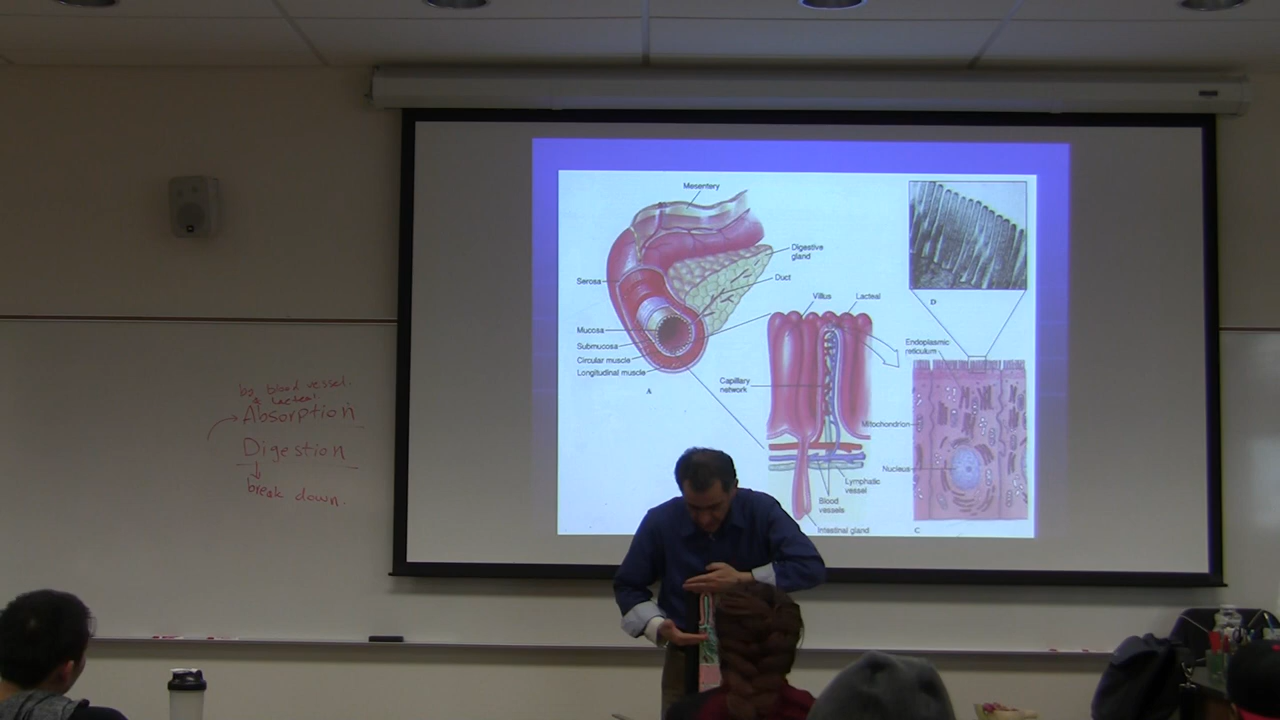 by blood vessel.
& lacteal
Absorption
Digestion
break down.
Mesentery
Digestive
gland
Duct
Serosa
Mucosa
Submucosa
Circular muscle
Longitudinal muscle
A
Villus
Lacteal
Capillary
network
Lymphatic
vessel
Blood
vessels
Intestinal gland
D
Endoplasmic
reticulum
Mitochondrion
Nucleus
C